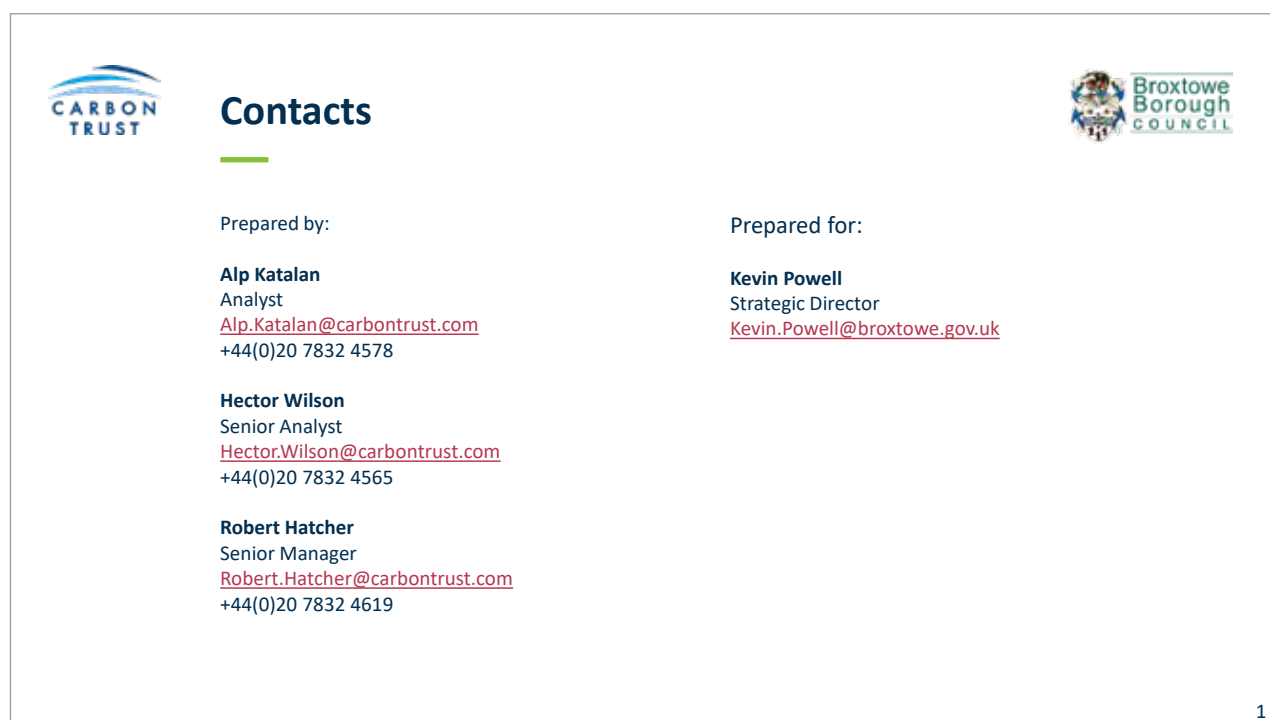 CARBON
TRUST
Contacts
Broxtowe
Borough
COUNCIL
Prepared by:
Alp Katalan
Analyst
Alp.Katalan@carbontrust.com
+44(0)20 7832 4578
Hector Wilson
Senior Analyst
Hector.Wilson@carbontrust.com
+44(0)20 7832 4565
Robert Hatcher
Senior Manager
Robert.Hatcher@carbontrust.com
+44(0)20 7832 4619
Prepared for:
Kevin Powell
Strategic Director
Kevin.Powell@broxtowe.gov.uk
1